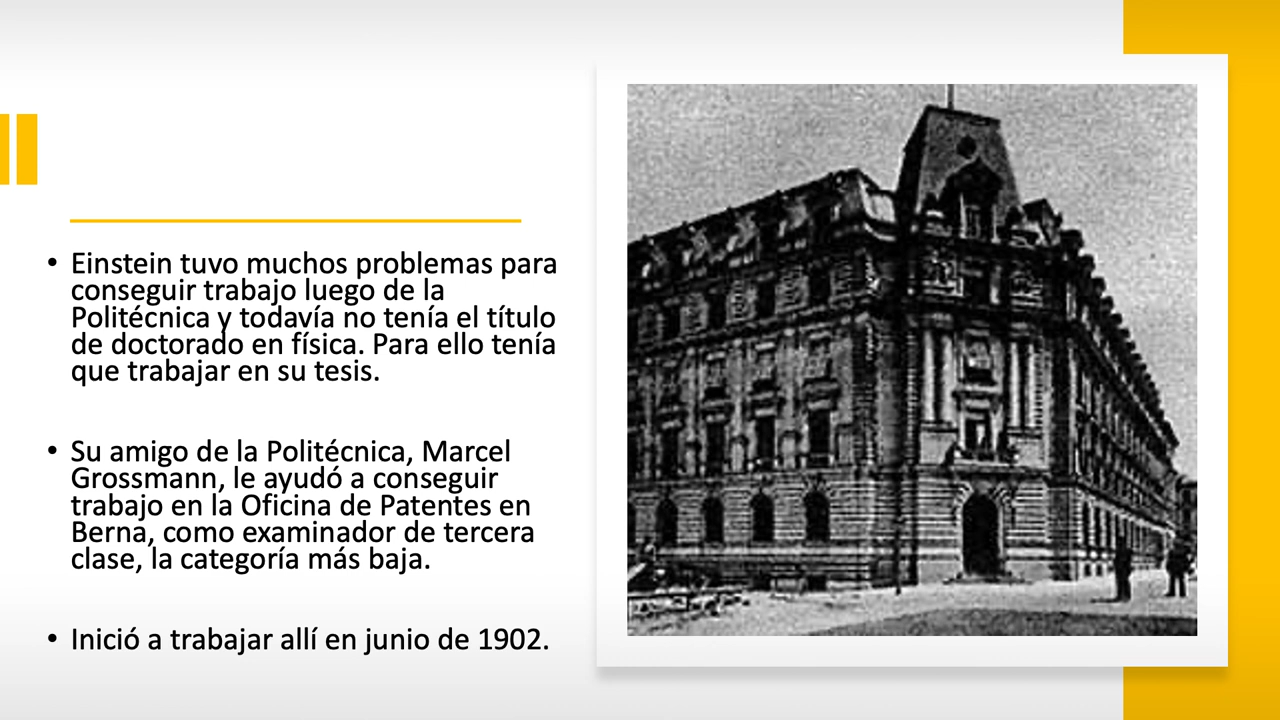 • Einstein tuvo muchos problemas para
conseguir trabajo luego de la
Politécnica y todavía no tenía el título
de doctorado en física. Para ello tenía
que trabajar en su tesis.
• Su amigo de la Politécnica, Marcel
Grossmann, le ayudó a conseguir
trabajo en la Oficina de Patentes en
Berna, como examinador de tercera
clase, la categoría más baja.
• Inició a trabajar allí en junio de 1902.